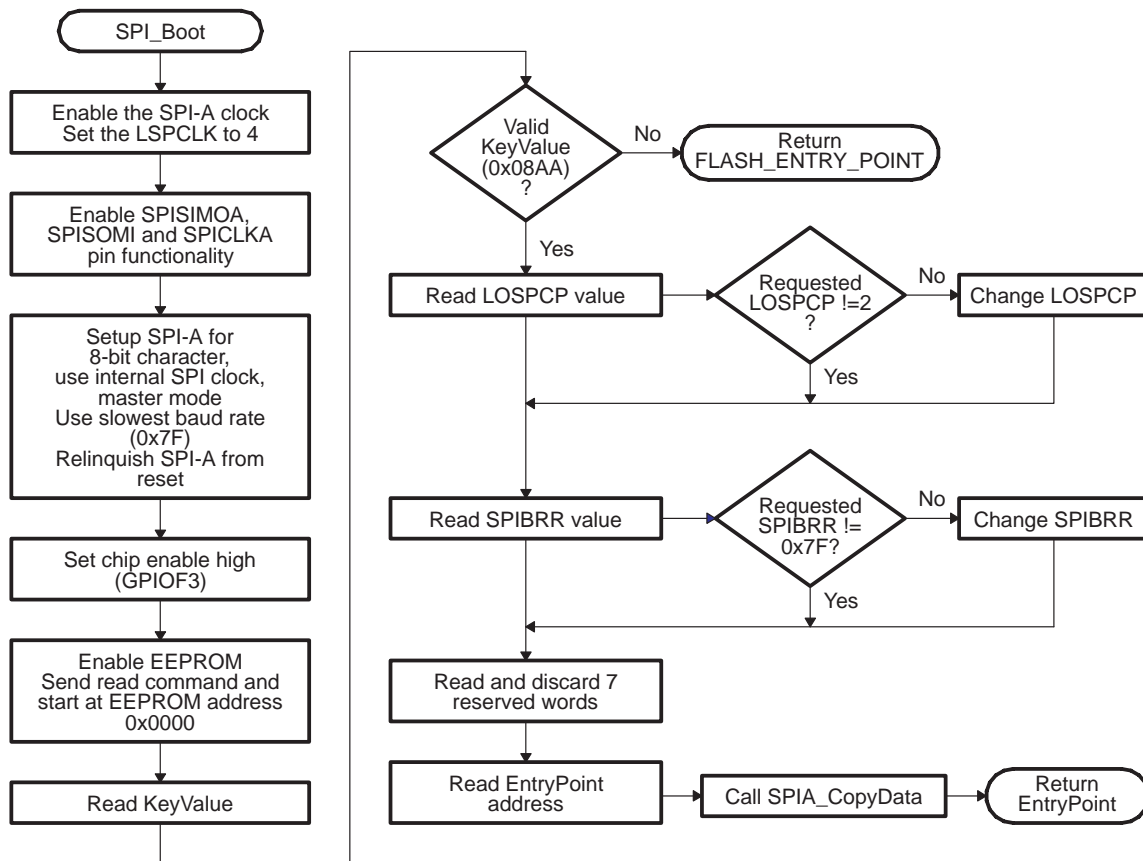 SPI_Boot
Enable the SPI-A clock
Set the LSPCLK to 4
Enable SPISIMOA,
SPISOMI and SPICLKA
pin functionality
Setup SPI-A for
8-bit character,
use internal SPI clock,
master mode
Use slowest baud rate
(0x7F)
Relinquish SPI-A from
reset
Set chip enable high
(GPIOF3)
Enable EEPROM
Send read command and
start at EEPROM address
0x0000
Read KeyValue
Valid
KeyValue
(0x08AA)
?
No
Return
FLASH_ENTRY_POINT
Yes
Read LOSPCP value
Requested
LOSPCP !=2
?
No
Change LOSPCP
Yes
Read SPIBRR value
Requested
SPIBRR !=
0x7F?
No
Change SPIBRR
Yes
Read and discard 7
reserved words
Read EntryPoint
address
Call SPIA_CopyData
Return
EntryPoint